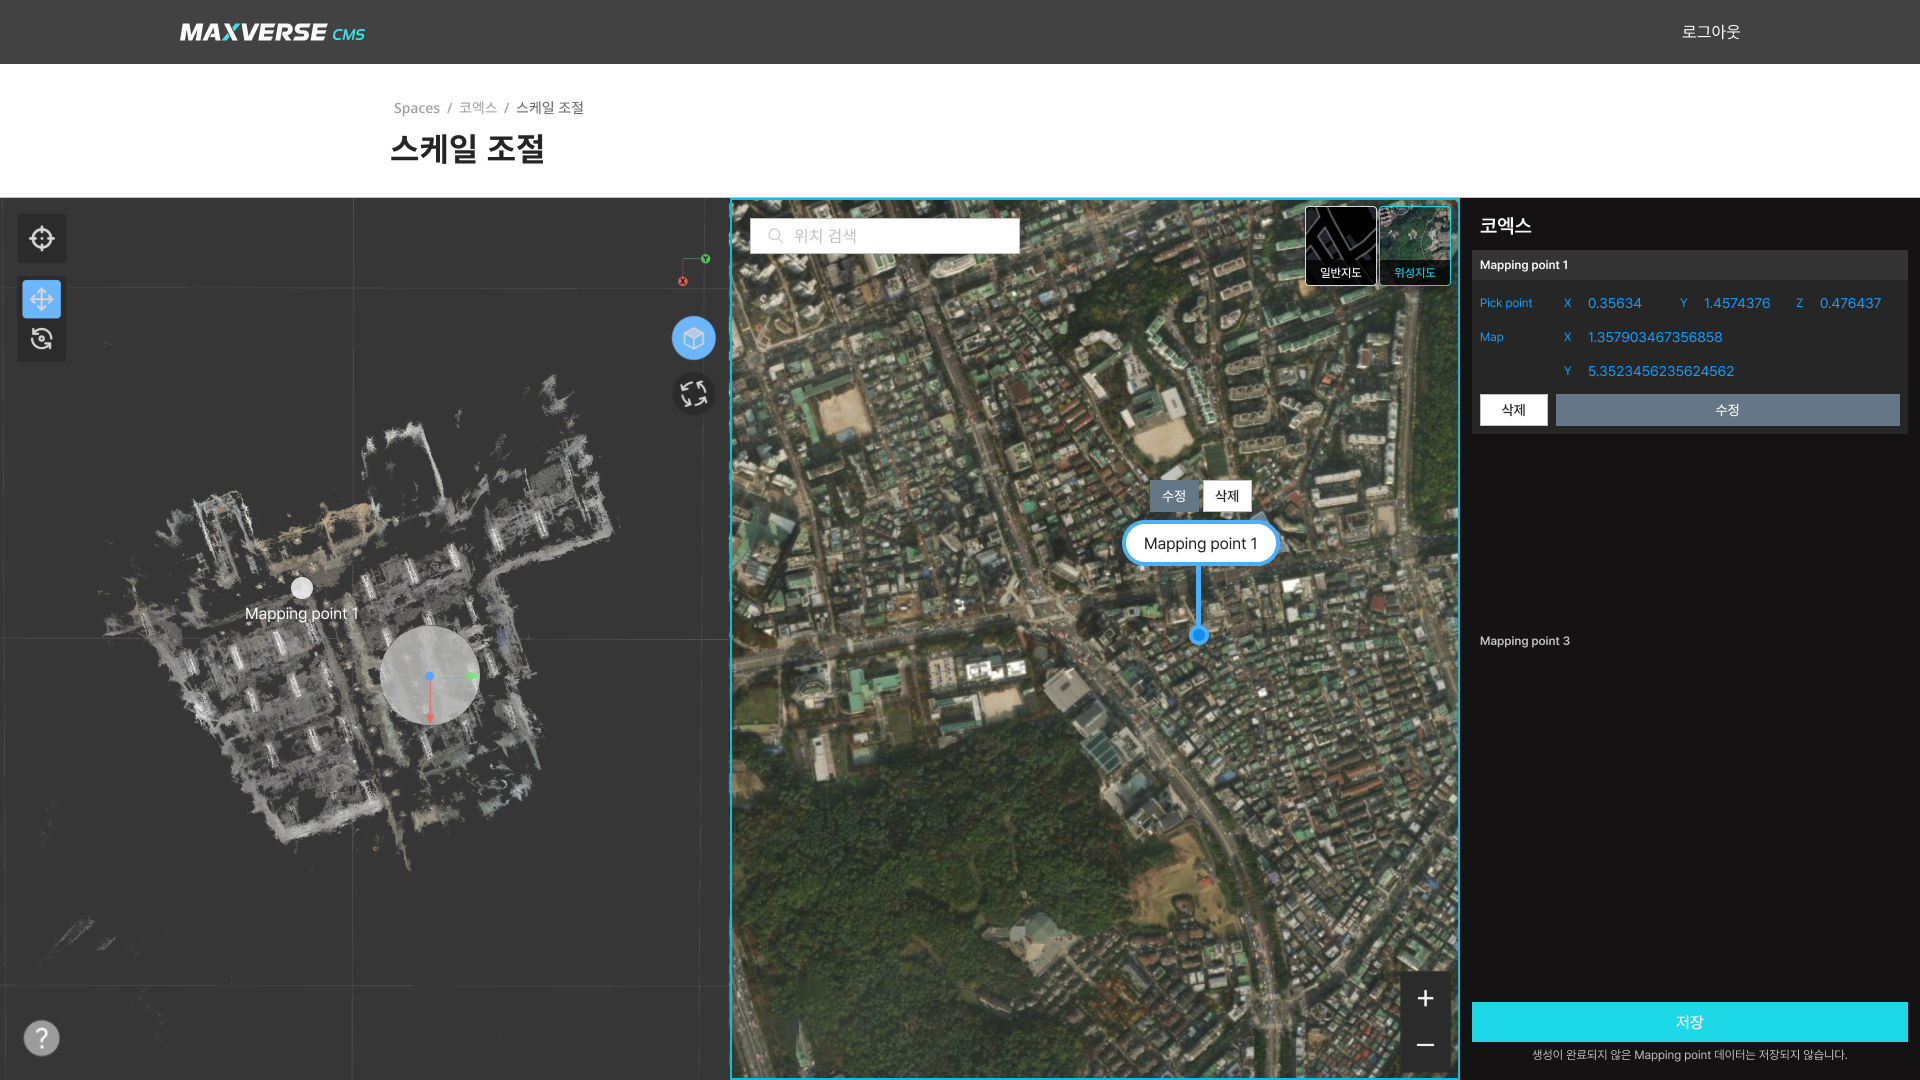 MAXVERSE CMS
로그아웃
Spaces / 코엑스 / 스케일 조절
스케일 조절
Y
X
Mapping point 1
위치 검색
일반지도
위성지도
수정
삭제
Mapping point 1
코엑스
Mapping point 1
Pick point X 0.35634 Y 1.4574376 Z 0.476437
Map X 1.357903467356858
Y 5.3523456235624562
삭제
수정
Mapping point 3
저장
생성이 완료되지 않은 Mapping point 데이터는 저장되지 않습니다.
?
+
−